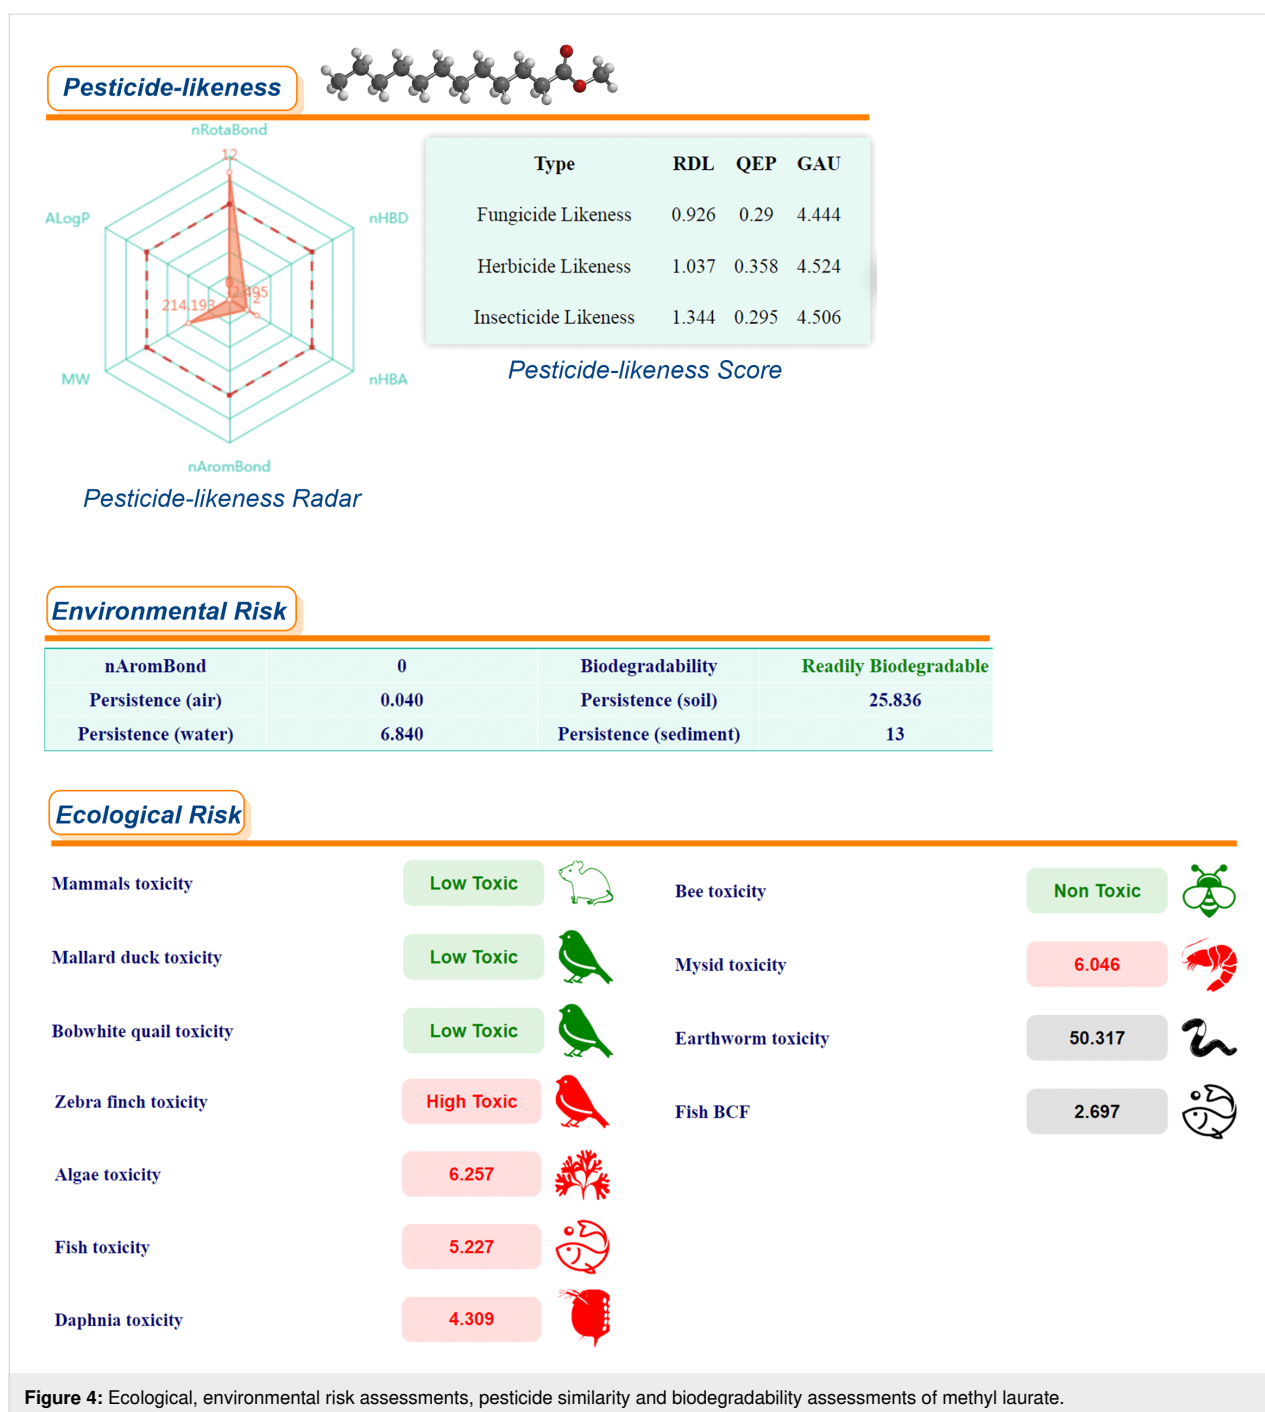 Pesticide-likeness
nRotaBond
12
ALogP
nHBD
0
2.495
2
214.193
MW
nHBA
nAromBond
Pesticide-likeness Radar
Type RDL QEP GAU
Fungicide Likeness 0.926 0.29 4.444
Herbicide Likeness 1.037 0.358 4.524
Insecticide Likeness 1.344 0.295 4.506
Pesticide-likeness Score
Environmental Risk
nAromBond 0 Biodegradability Readily Biodegradable
Persistence (air) 0.040 Persistence (soil) 25.836
Persistence (water) 6.840 Persistence (sediment) 13
Ecological Risk
Mammals toxicity Low Toxic
Mallard duck toxicity Low Toxic
Bobwhite quail toxicity Low Toxic
Zebra finch toxicity High Toxic
Algae toxicity 6.257
Fish toxicity 5.227
Daphnia toxicity 4.309
Bee toxicity Non Toxic
Mysid toxicity 6.046
Earthworm toxicity 50.317
Fish BCF 2.697
Figure 4: Ecological, environmental risk assessments, pesticide similarity and biodegradability assessments of methyl laurate.